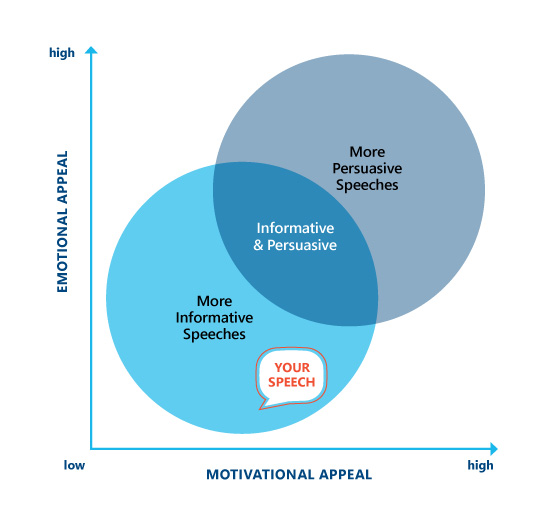 high
EMOTIONAL APPEAL
More
Persuasive
Speeches
Informative
& Persuasive
More
Informative
Speeches
YOUR
SPEECH
low
MOTIVATIONAL APPEAL
high